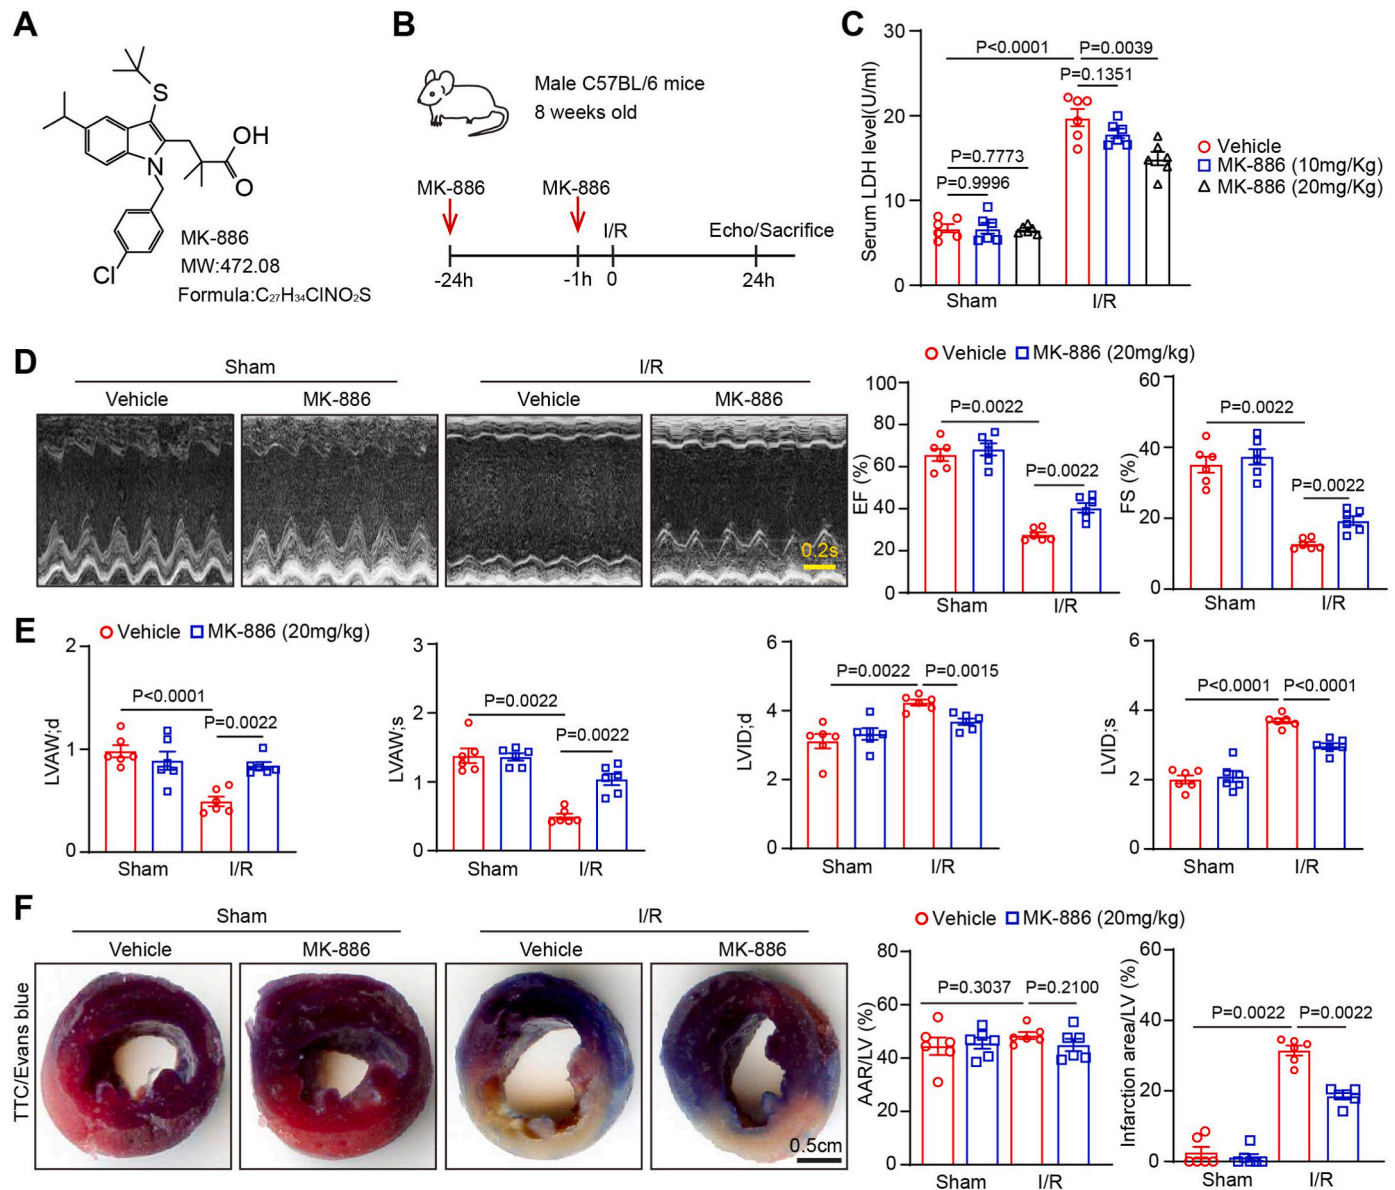 A
S
OH
O
N
Cl
MK-886
MW:472.08
Formula:C₂₇H₃₄ClNO₂S
B
Male C57BL/6 mice
8 weeks old
MK-886 MK-886
I/R Echo/Sacrifice
-24h -1h 0 24h
C
Serum LDH level(U/ml)
30
20
10
0
P<0.0001 P=0.0039
P=0.1351
P=0.7773
P=0.9996
Sham I/R
Vehicle
MK-886 (10mg/Kg)
MK-886 (20mg/Kg)
D
Sham I/R
Vehicle MK-886 Vehicle MK-886
0.2s
Vehicle MK-886 (20mg/kg)
EF (%)
100
80
60
40
20
0
P=0.0022
P=0.0022
Sham I/R
FS (%)
60
40
20
0
P=0.0022
P=0.0022
Sham I/R
E
Vehicle MK-886 (20mg/kg)
LVAW;d
2
1
0
P<0.0001
P=0.0022
Sham I/R
LVAW;s
3
2
1
0
P=0.0022
P=0.0022
Sham I/R
LVID;d
6
4
2
0
P=0.0022 P=0.0015
Sham I/R
LVID;s
6
4
2
0
P<0.0001 P<0.0001
Sham I/R
F
Sham I/R
Vehicle MK-886 Vehicle MK-886
TTC/Evans blue
0.5cm
Vehicle MK-886 (20mg/kg)
AAR/LV (%)
80
60
40
20
0
P=0.3037 P=0.2100
Sham I/R
Infarction area/LV (%)
60
40
20
0
P=0.0022 P=0.0022
Sham I/R